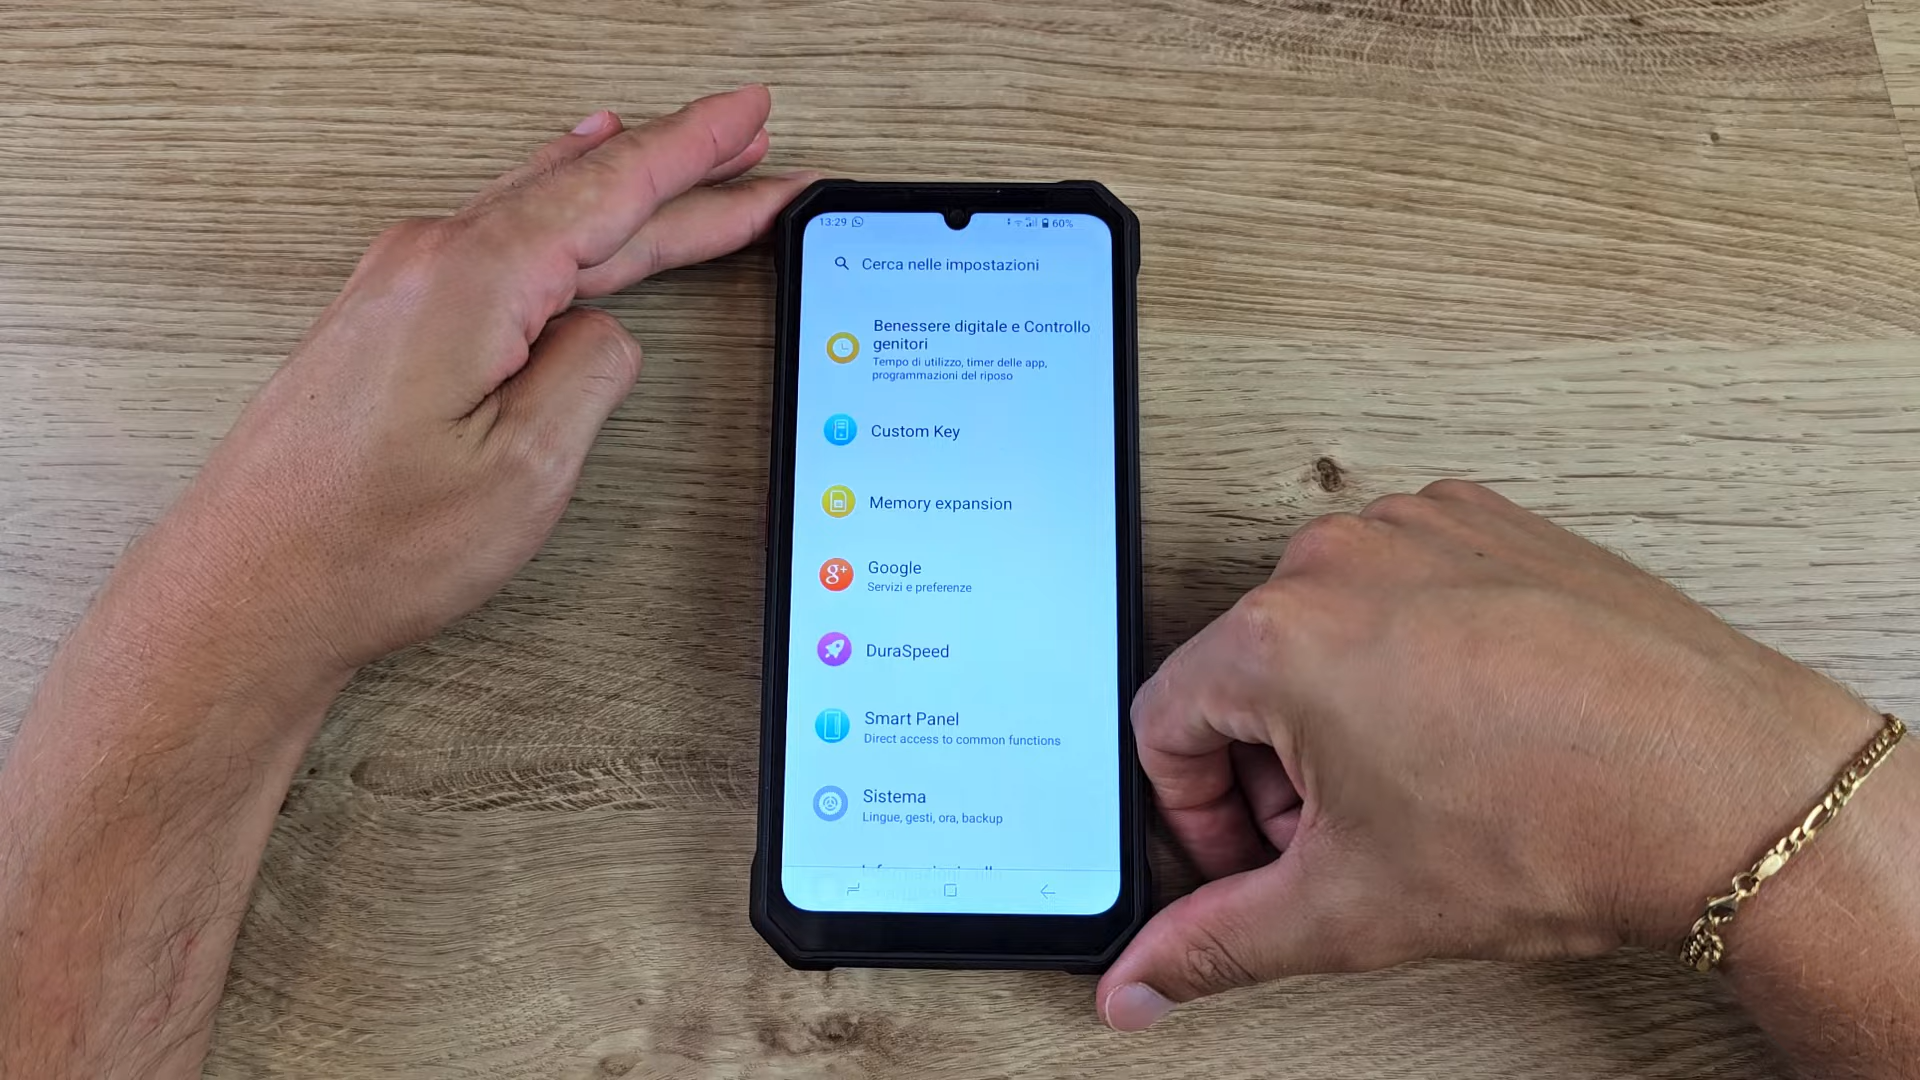 13:29
60%
Cerca nelle impostazioni
Benessere digitale e Controllo
genitori
Tempo di utilizzo, timer delle app,
programmazioni del riposo
Custom Key
Memory expansion
g+
Google
Servizi e preferenze
DuraSpeed
Smart Panel
Direct access to common functions
Sistema
Lingue, gesti, ora, backup